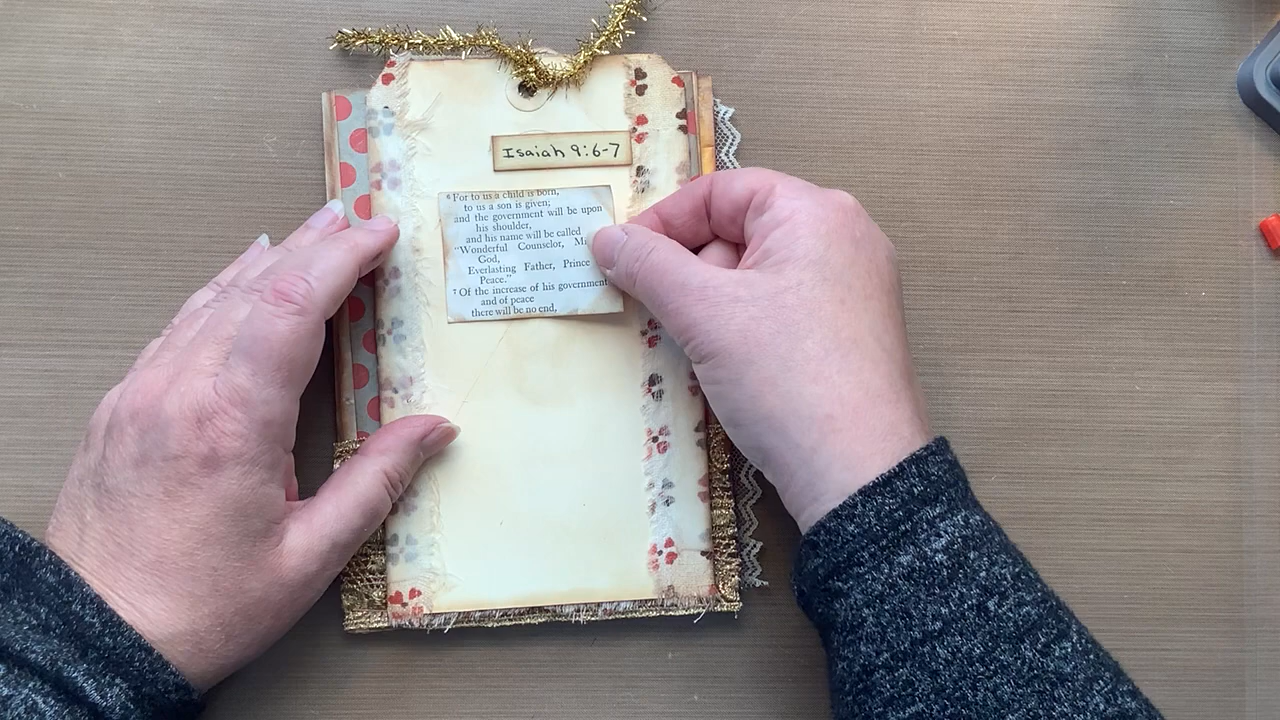 Isaiah 9:6-7
6 For to us a child is born,
to us a son is given;
and the government will be upon
his shoulder,
and his name will be called
"Wonderful Counselor, Mi
God,
Everlasting Father, Prince
Peace."
7 Of the increase of his government
and of peace
there will be no end,